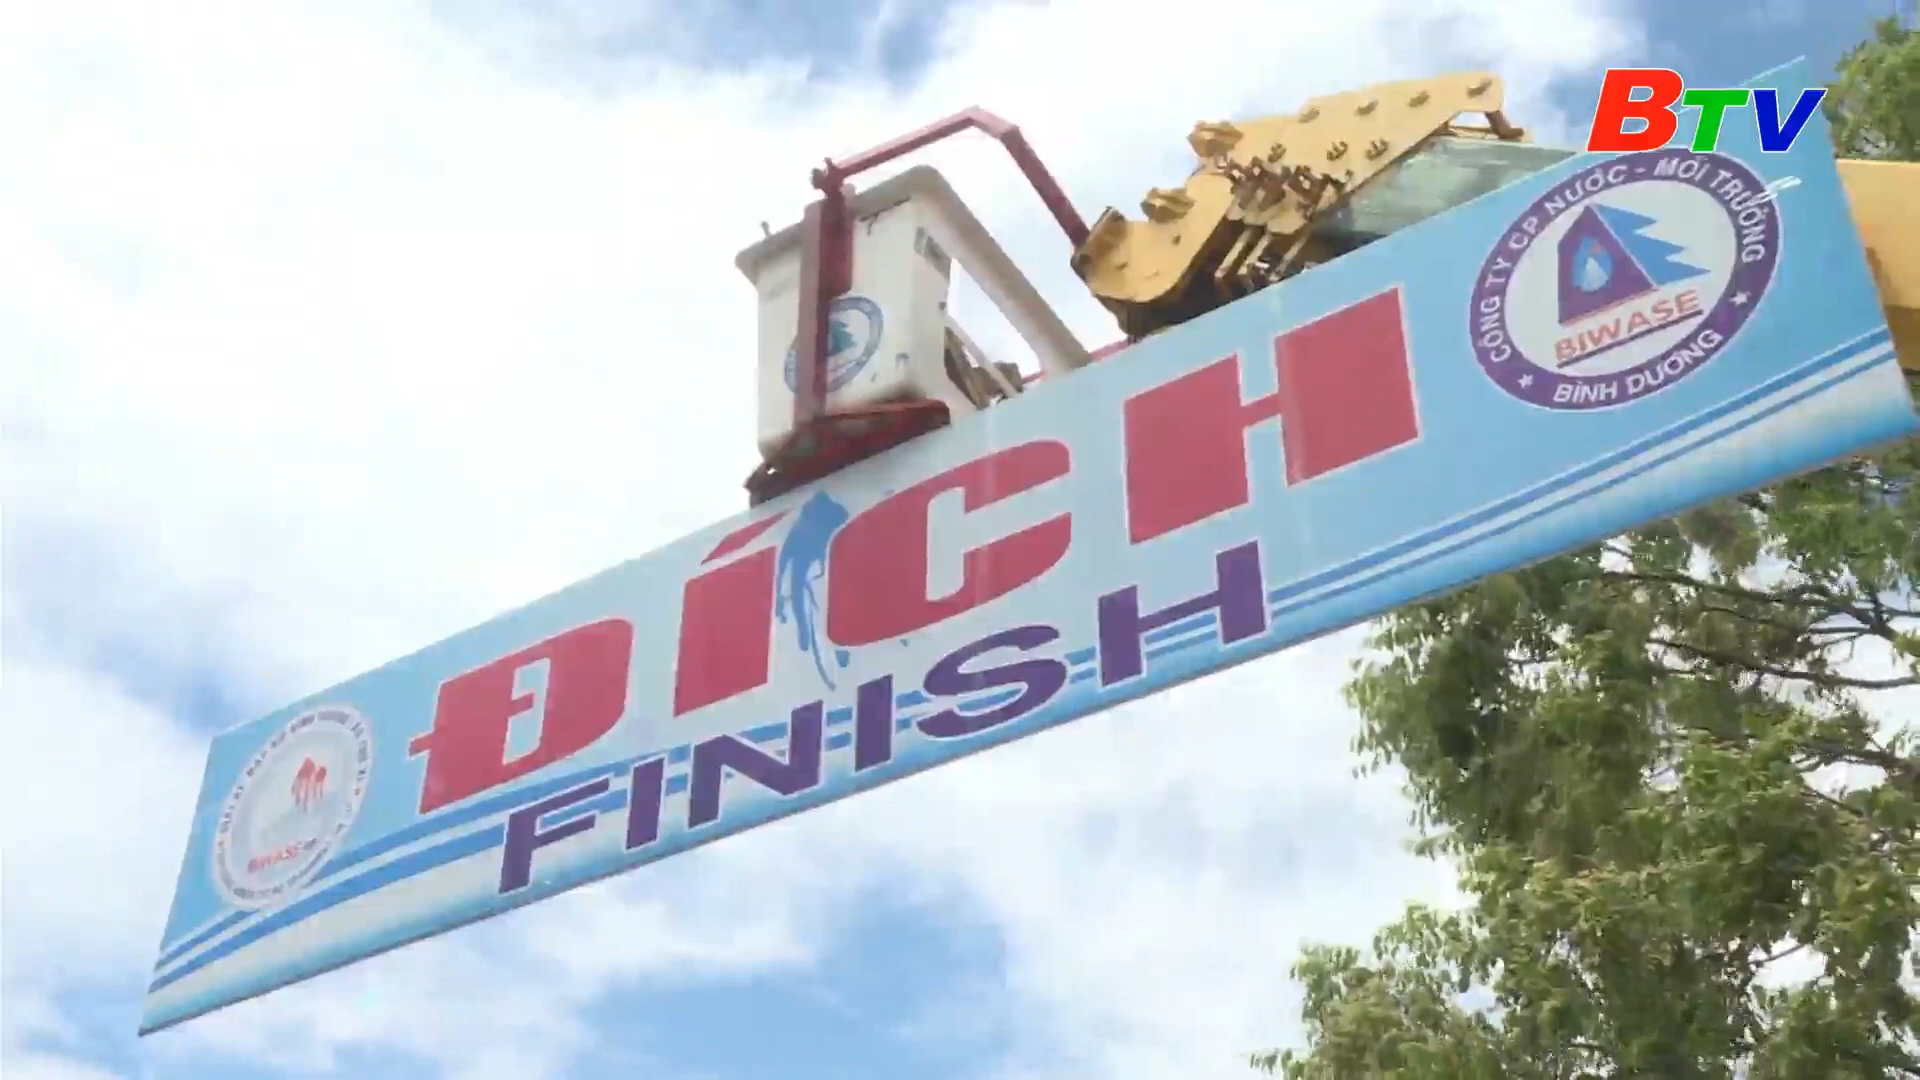 BTV
CÔNG TY CP NƯỚC - MÔI TRƯỜNG
BIWASE
BÌNH DƯƠNG
ĐÍCH
FINISH
BIWASE